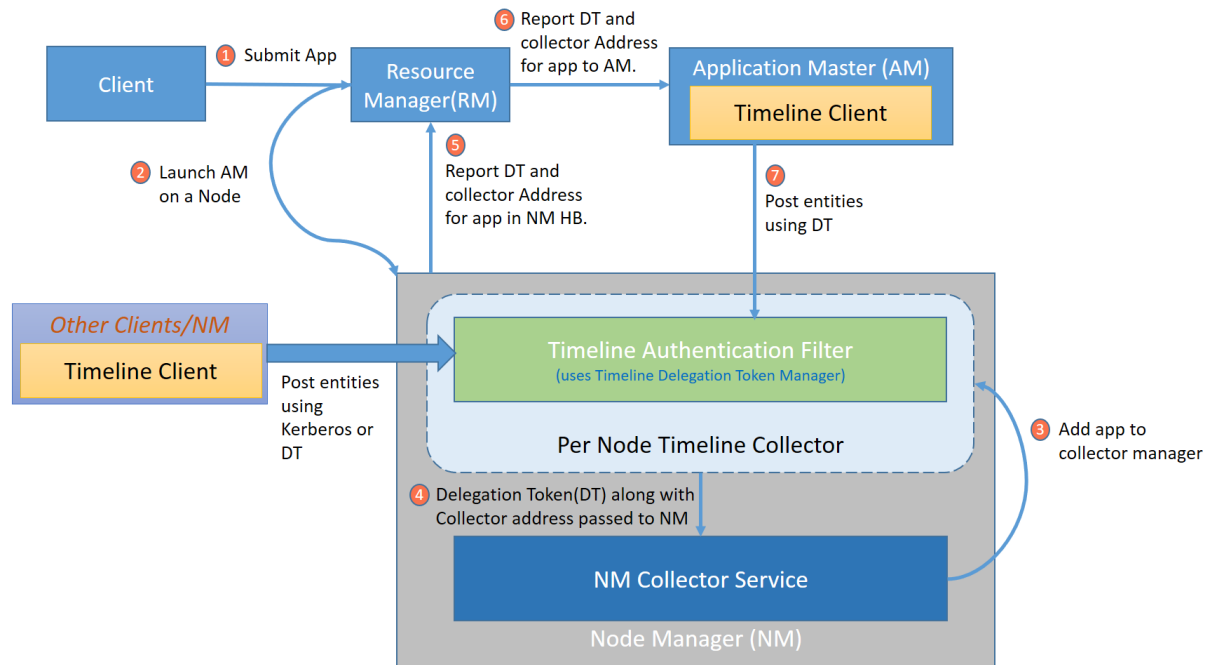 1 Submit App
Client
Resource
Manager(RM)
6 Report DT and
collector Address
for app to AM.
Application Master (AM)
Timeline Client
2 Launch AM
on a Node
5
Report DT and
collector Address
for app in NM HB.
7
Post entities
using DT
Other Clients/NM
Timeline Client
Post entities
using
Kerberos or
DT
Timeline Authentication Filter
(uses Timeline Delegation Token Manager)
Per Node Timeline Collector
3 Add app to
collector manager
4 Delegation Token(DT) along with
Collector address passed to NM
NM Collector Service
Node Manager (NM)